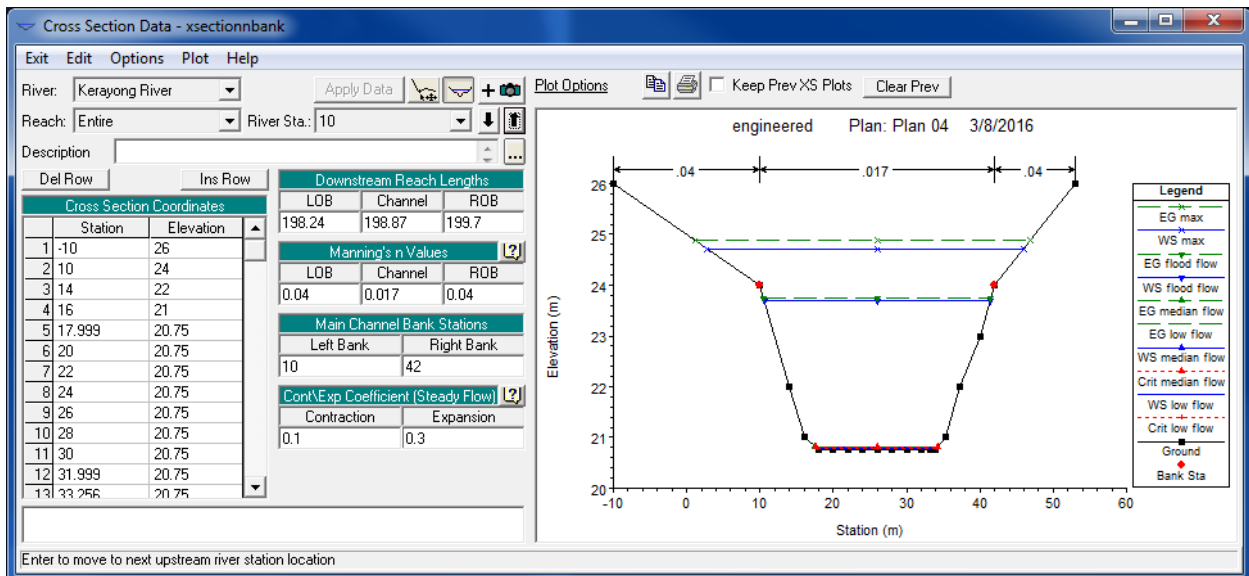 Cross Section Data - xsectionnbank
Exit Edit Options Plot Help
River: Kerayong River
Apply Data
Plot Options
Keep Prev XS Plots
Clear Prev
Reach: Entire
River Sta.: 10
Description
...
Del Row
Ins Row
Cross Section Coordinates
Station Elevation
1 -10 26
2 10 24
3 14 22
4 16 21
5 17.999 20.75
6 20 20.75
7 22 20.75
8 24 20.75
9 26 20.75
10 28 20.75
11 30 20.75
12 31.999 20.75
13 33.256 20.75
Downstream Reach Lengths
LOB Channel ROB
198.24 198.87 199.7
Manning's n Values
LOB Channel ROB
0.04 0.017 0.04
Main Channel Bank Stations
Left Bank Right Bank
10 42
Cont\Exp Coefficient (Steady Flow)
Contraction Expansion
0.1 0.3
engineered Plan: Plan 04 3/8/2016
.04 .017 .04
26
25
24
23
22
21
20
Elevation (m)
-10 0 10 20 30 40 50 60
Station (m)
Legend
EG max
WS max
EG flood flow
WS flood flow
EG median flow
EG low flow
WS median flow
Crit median flow
WS low flow
Crit low flow
Ground
Bank Sta
Enter to move to next upstream river station location